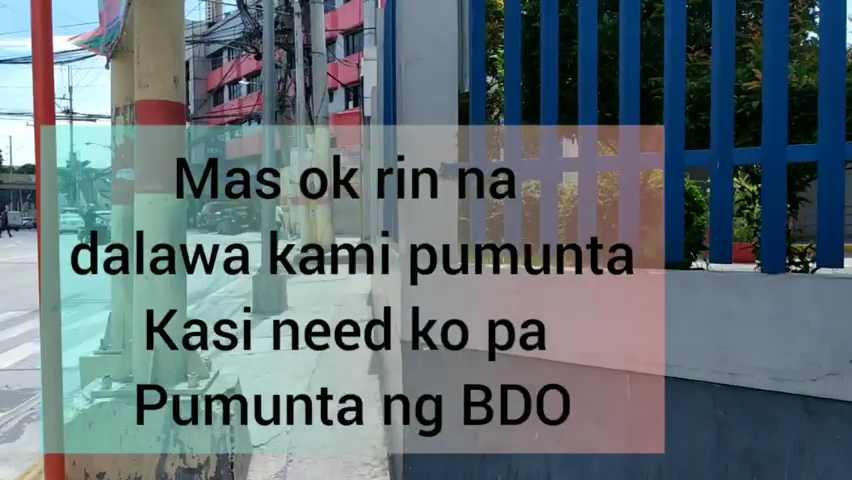 Mas ok rin na
dalawa kami pumunta
Kasi need ko pa
Pumunta ng BDO